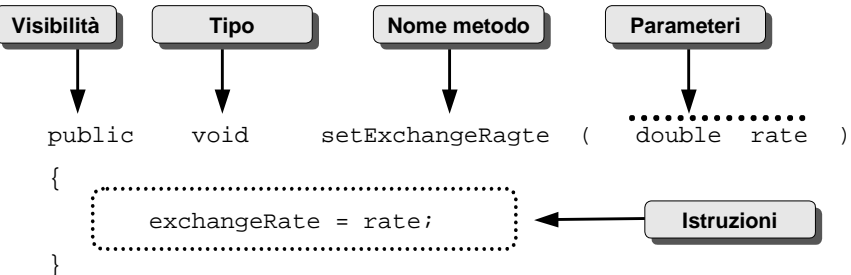 Visibilità Tipo Nome metodo Parameteri
public void setExchangeRagte ( double rate )
{
exchangeRate = rate; Istruzioni
}